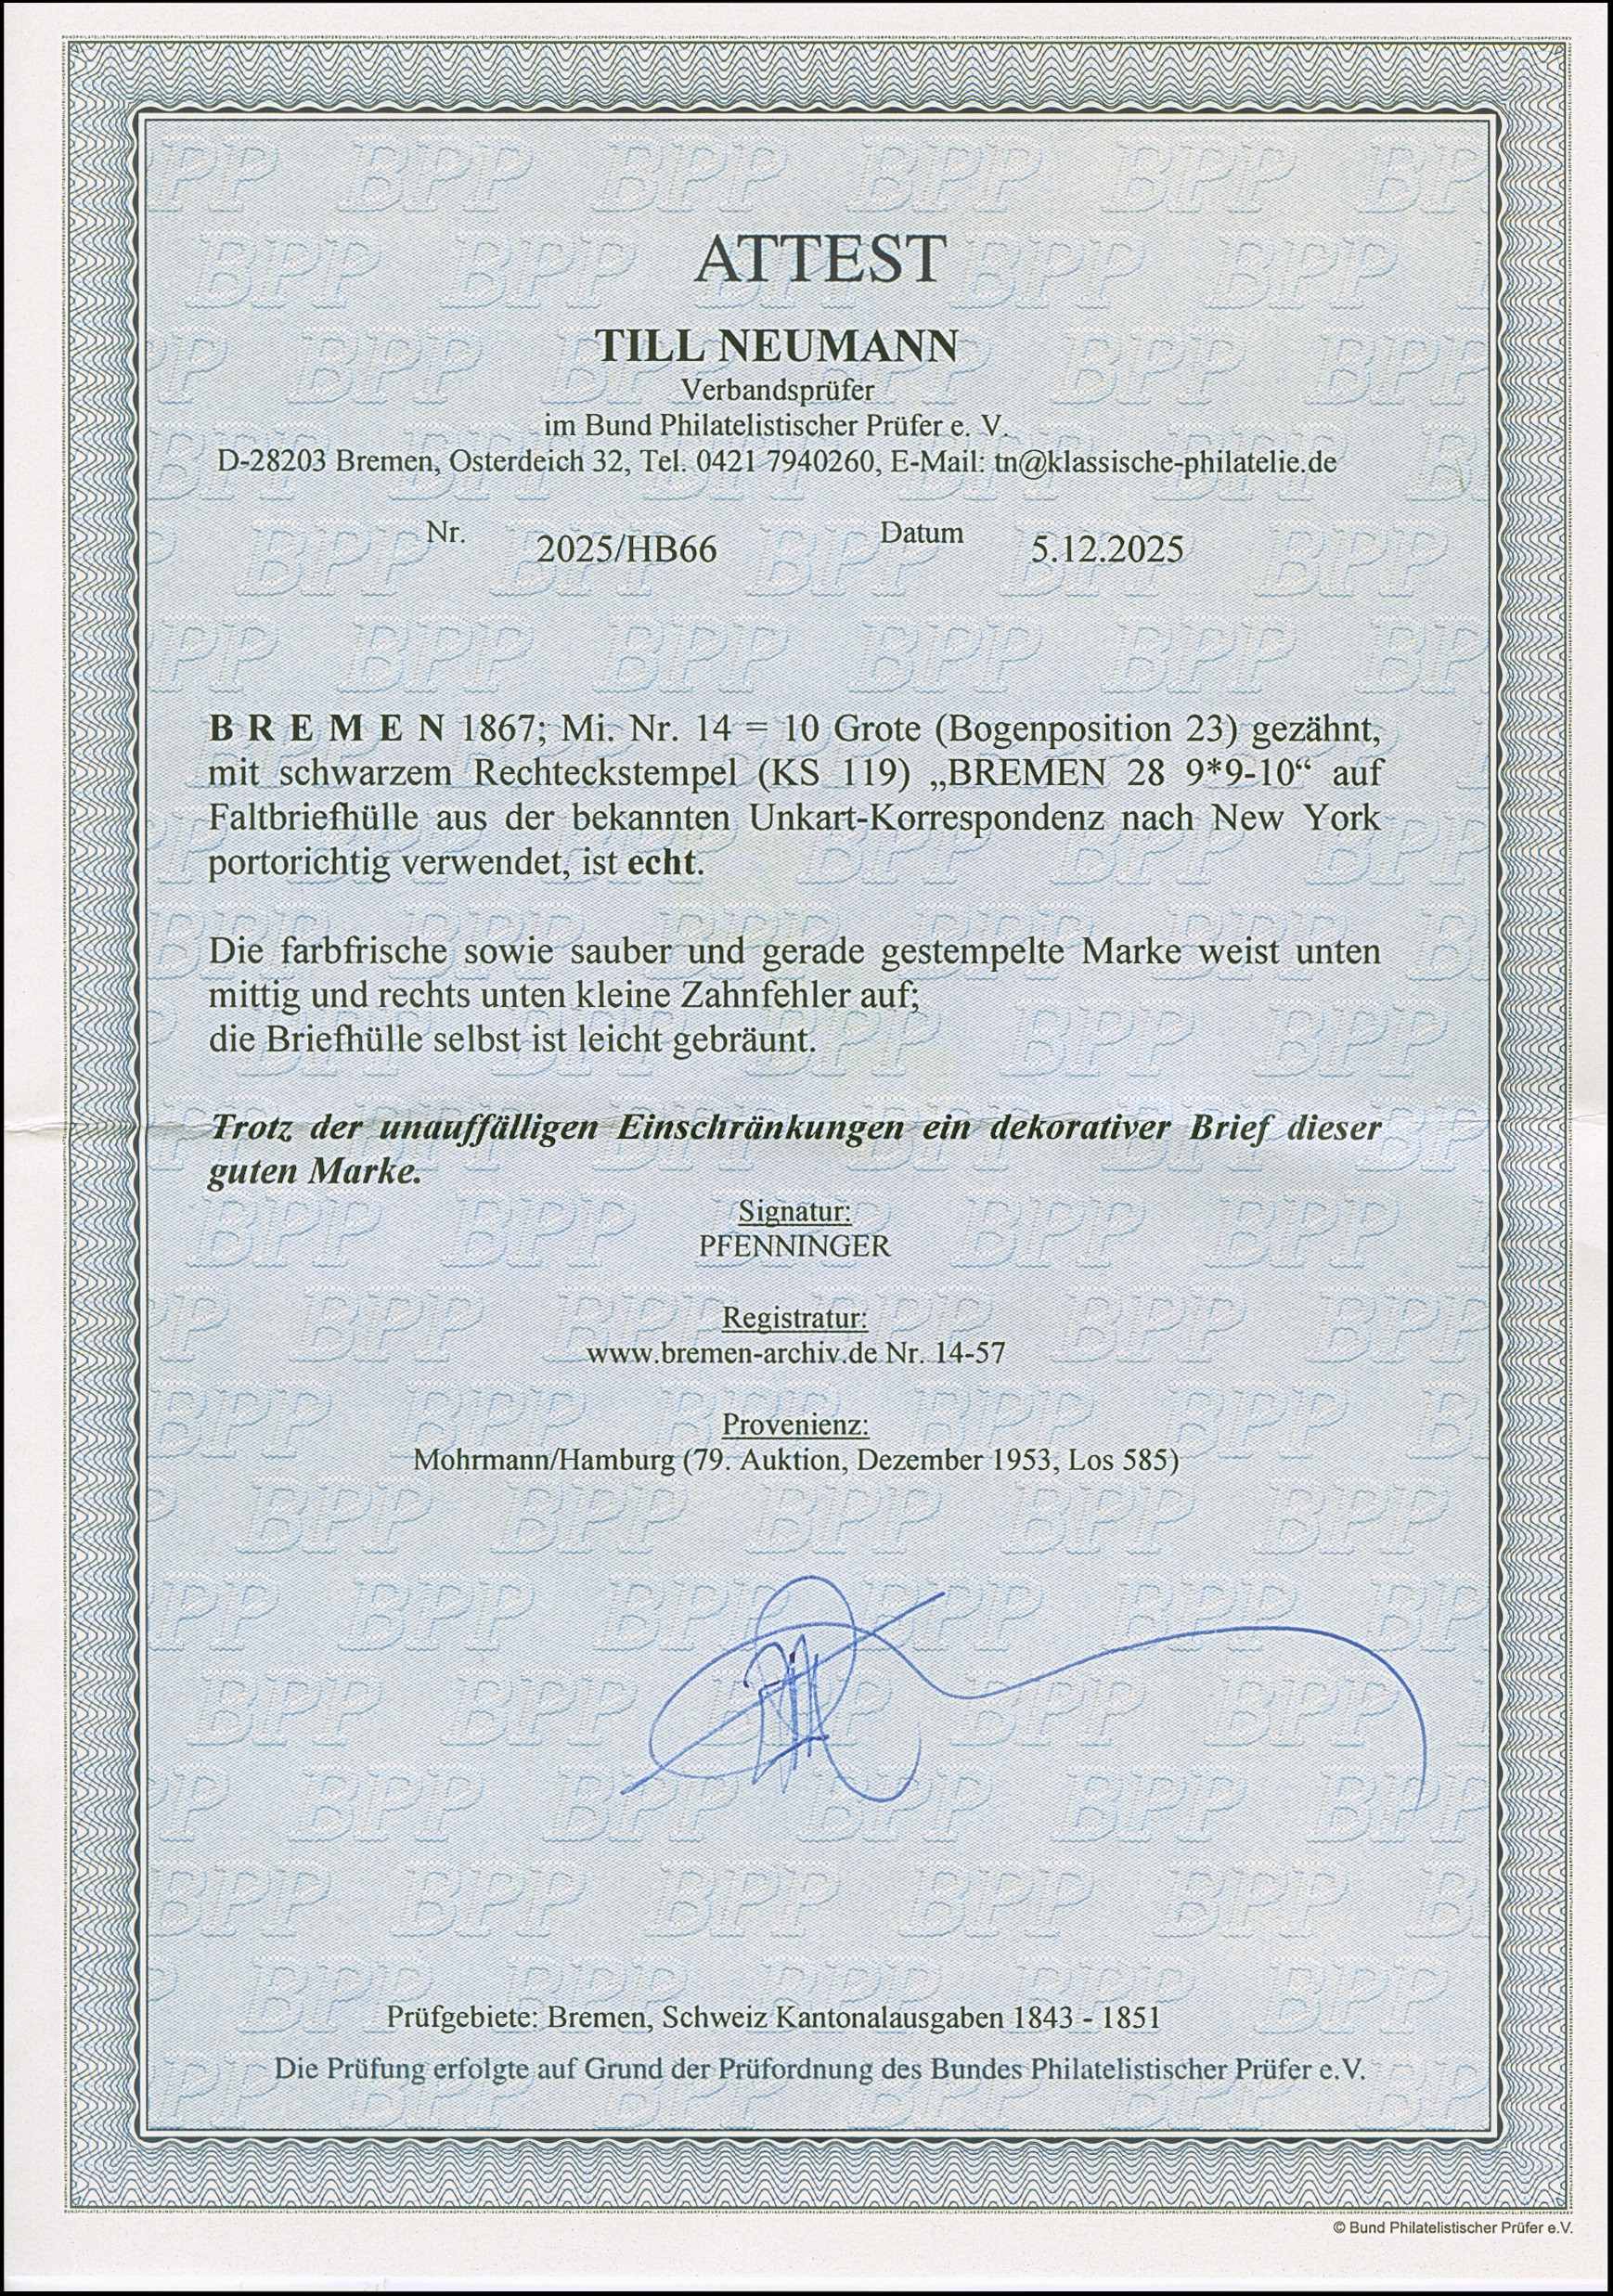 ATTEST
TILL NEUMANN
Verbandsprüfer
im Bund Philatelistischer Prüfer e. V.
D-28203 Bremen, Osterdeich 32, Tel. 0421 7940260, E-Mail: tn@klassische-philatelie.de
Nr. 2025/HB66 Datum 5.12.2025
B R E M E N 1867; Mi. Nr. 14 = 10 Grote (Bogenposition 23) gezähnt,
mit schwarzem Rechteckstempel (KS 119) „BREMEN 28 9*9-10“ auf
Faltbriefhülle aus der bekannten Unkart-Korrespondenz nach New York
portorichtig verwendet, ist echt.
Die farbfrische sowie sauber und gerade gestempelte Marke weist unten
mittig und rechts unten kleine Zahnfehler auf;
die Briefhülle selbst ist leicht gebräunt.
Trotz der unauffälligen Einschränkungen ein dekorativer Brief dieser
guten Marke.
Signatur:
PFENNINGER
Registratur:
www.bremen-archiv.de Nr. 14-57
Provenienz:
Mohrmann/Hamburg (79. Auktion, Dezember 1953, Los 585)
Prüfgebiete: Bremen, Schweiz Kantonalausgaben 1843 - 1851
Die Prüfung erfolgte auf Grund der Prüfordnung des Bundes Philatelistischer Prüfer e.V.
© Bund Philatelistischer Prüfer e.V.